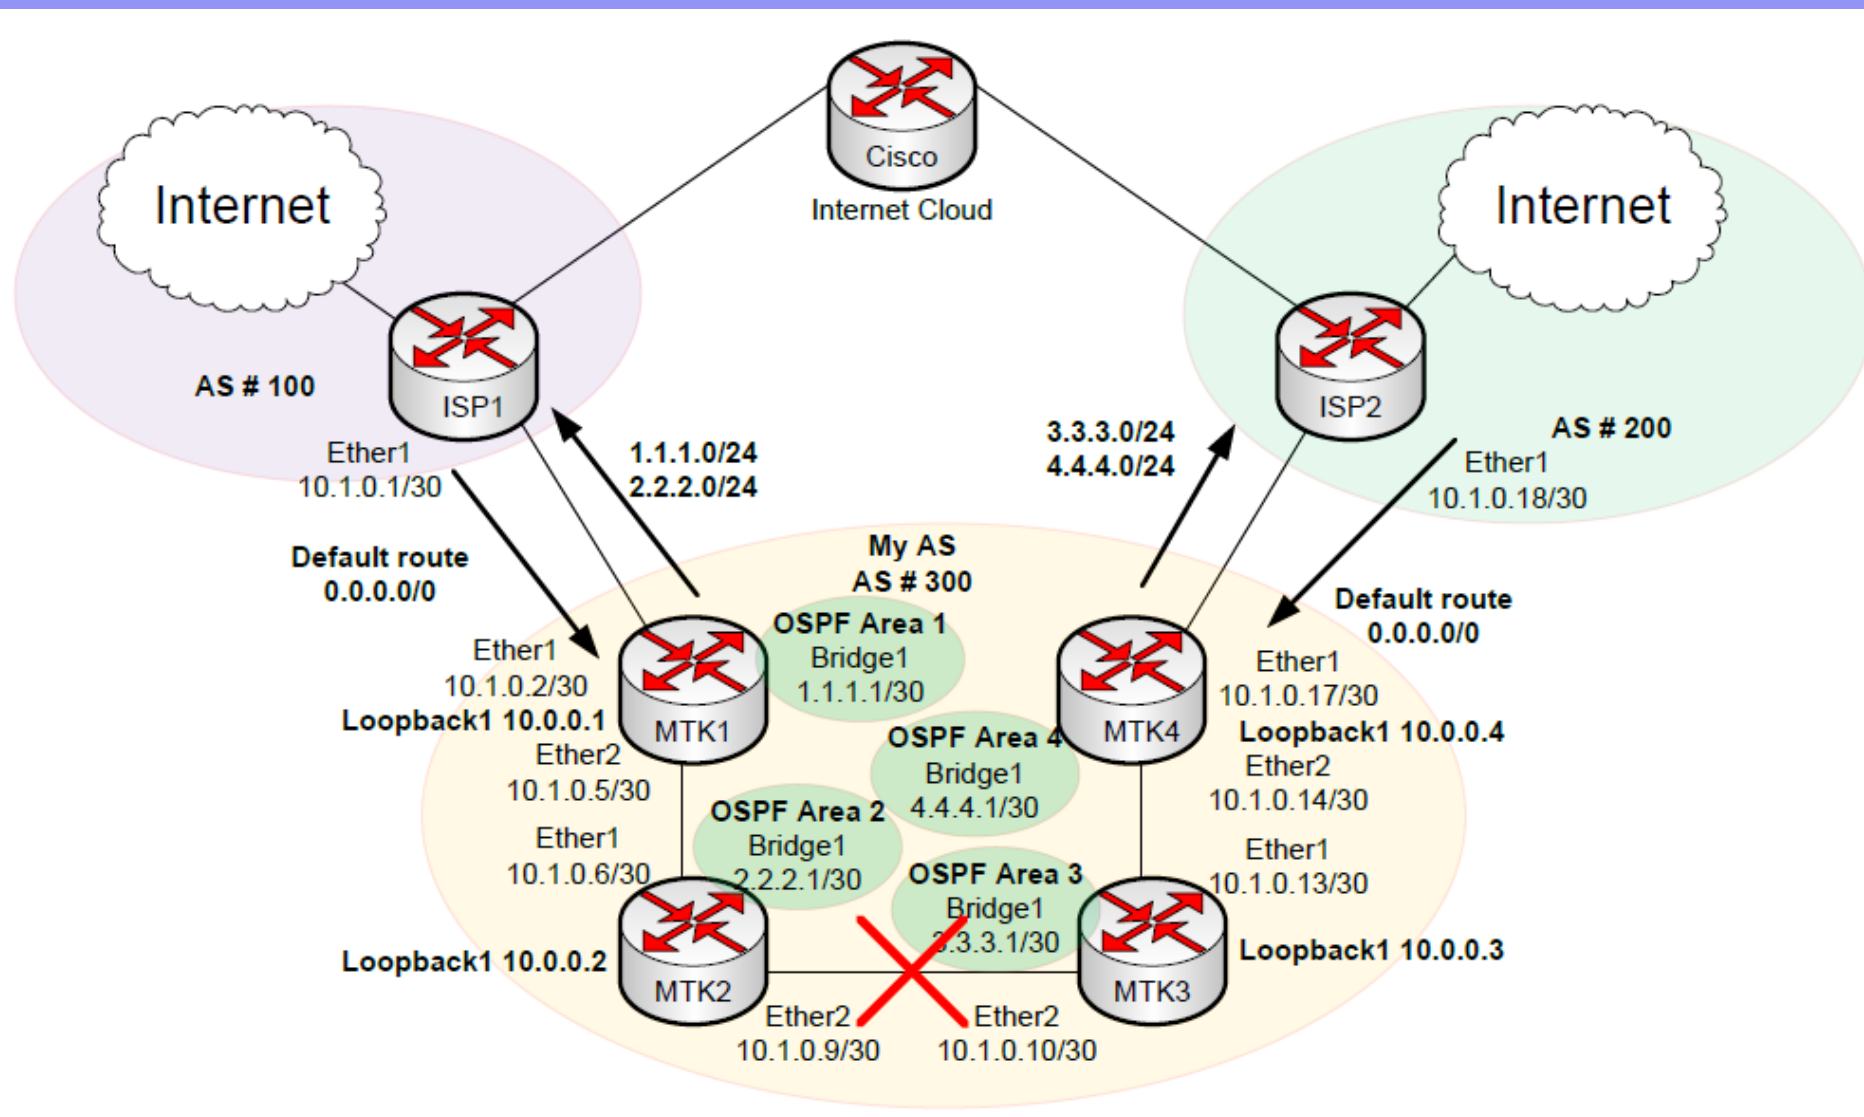 Cisco
Internet Cloud
Internet
Internet
ISP1
AS # 100
Ether1
10.1.0.1/30
1.1.1.0/24
2.2.2.0/24
3.3.3.0/24
4.4.4.0/24
ISP2
AS # 200
Ether1
10.1.0.18/30
Default route
0.0.0.0/0
Default route
0.0.0.0/0
My AS
AS # 300
OSPF Area 1
Bridge1
1.1.1.1/30
Ether1
10.1.0.2/30
Loopback1 10.0.0.1
MTK1
Ether2
10.1.0.5/30
OSPF Area 4
Bridge1
4.4.4.1/30
MTK4
Ether1
10.1.0.17/30
Loopback1 10.0.0.4
Ether2
10.1.0.14/30
Ether1
10.1.0.6/30
OSPF Area 2
Bridge1
2.2.2.1/30
OSPF Area 3
Bridge1
3.3.3.1/30
Ether1
10.1.0.13/30
Loopback1 10.0.0.2
MTK2
MTK3
Loopback1 10.0.0.3
Ether2
10.1.0.9/30
Ether2
10.1.0.10/30